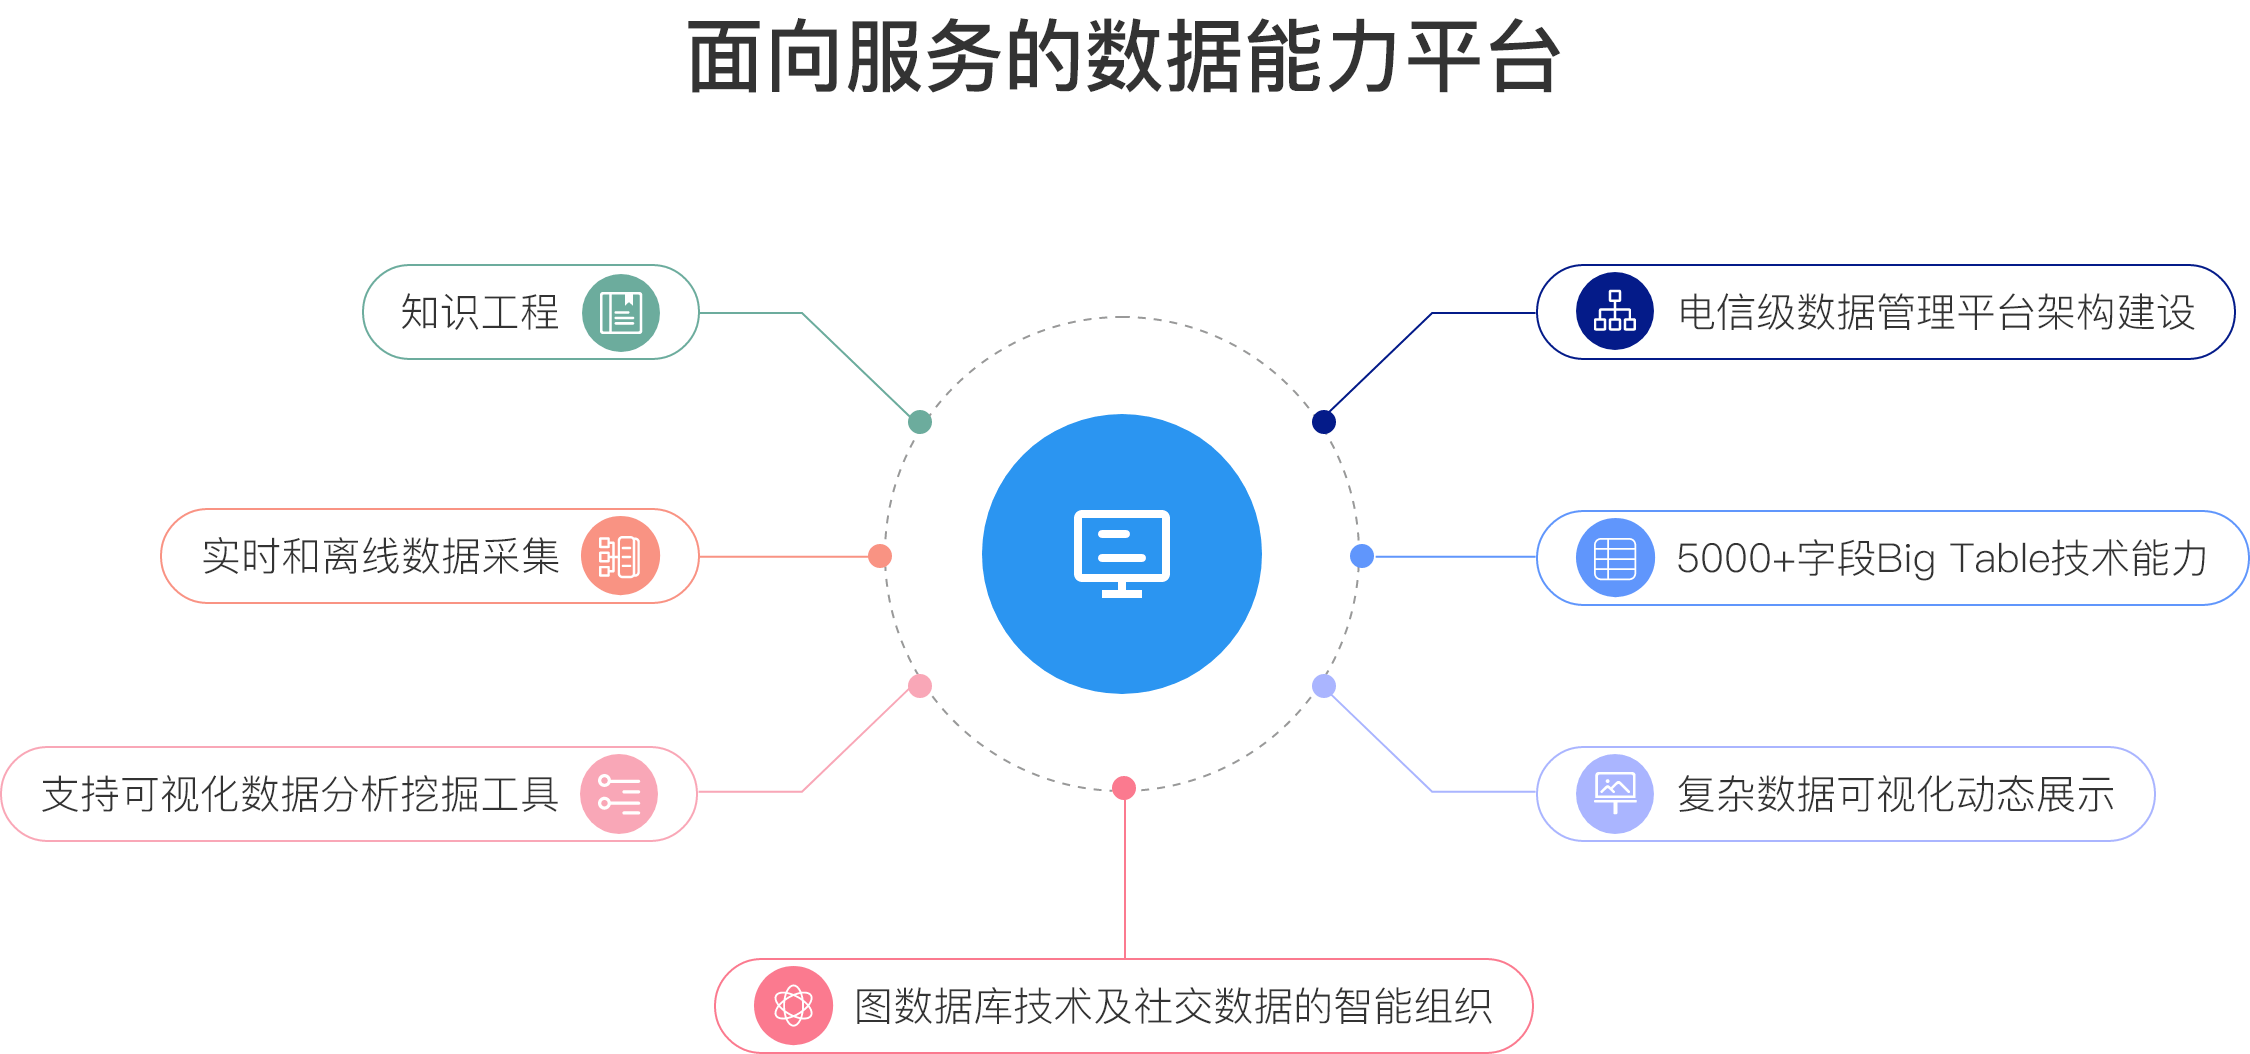 面向服务的数据能力平台
知识工程
电信级数据管理平台架构建设
实时和离线数据采集
5000+字段Big Table技术能力
支持可视化数据分析挖掘工具
复杂数据可视化动态展示
图数据库技术及社交数据的智能组织